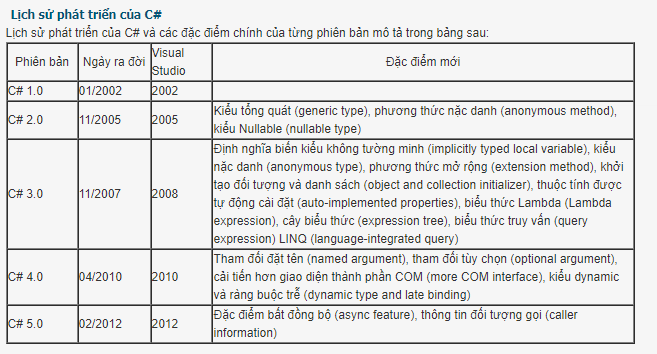 Lịch sử phát triển của C#
Lịch sử phát triển của C# và các đặc điểm chính của từng phiên bản mô tả trong bảng sau:
Phiên bản Ngày ra đời Visual Studio Đặc điểm mới
C# 1.0 01/2002 2002
C# 2.0 11/2005 2005
Kiểu tổng quát (generic type), phương thức nặc danh (anonymous method),
kiểu Nullable (nullable type)
C# 3.0 11/2007 2008
Định nghĩa biến kiểu không tường minh (implicitly typed local variable), kiểu
nặc danh (anonymous type), phương thức mở rộng (extension method), khởi
tạo đối tượng và danh sách (object and collection initializer), thuộc tính được
tự động cài đặt (auto-implemented properties), biểu thức Lambda (Lambda
expression), cây biểu thức (expression tree), biểu thức truy vấn (query
expression) LINQ (language-integrated query)
C# 4.0 04/2010 2010
Tham đối đặt tên (named argument), tham đối tùy chọn (optional argument),
cải tiến hơn giao diện thành phần COM (more COM interface), kiểu dynamic
và ràng buộc trễ (dynamic type and late binding)
C# 5.0 02/2012 2012
Đặc điểm bất đồng bộ (async feature), thông tin đối tượng gọi (caller
information)